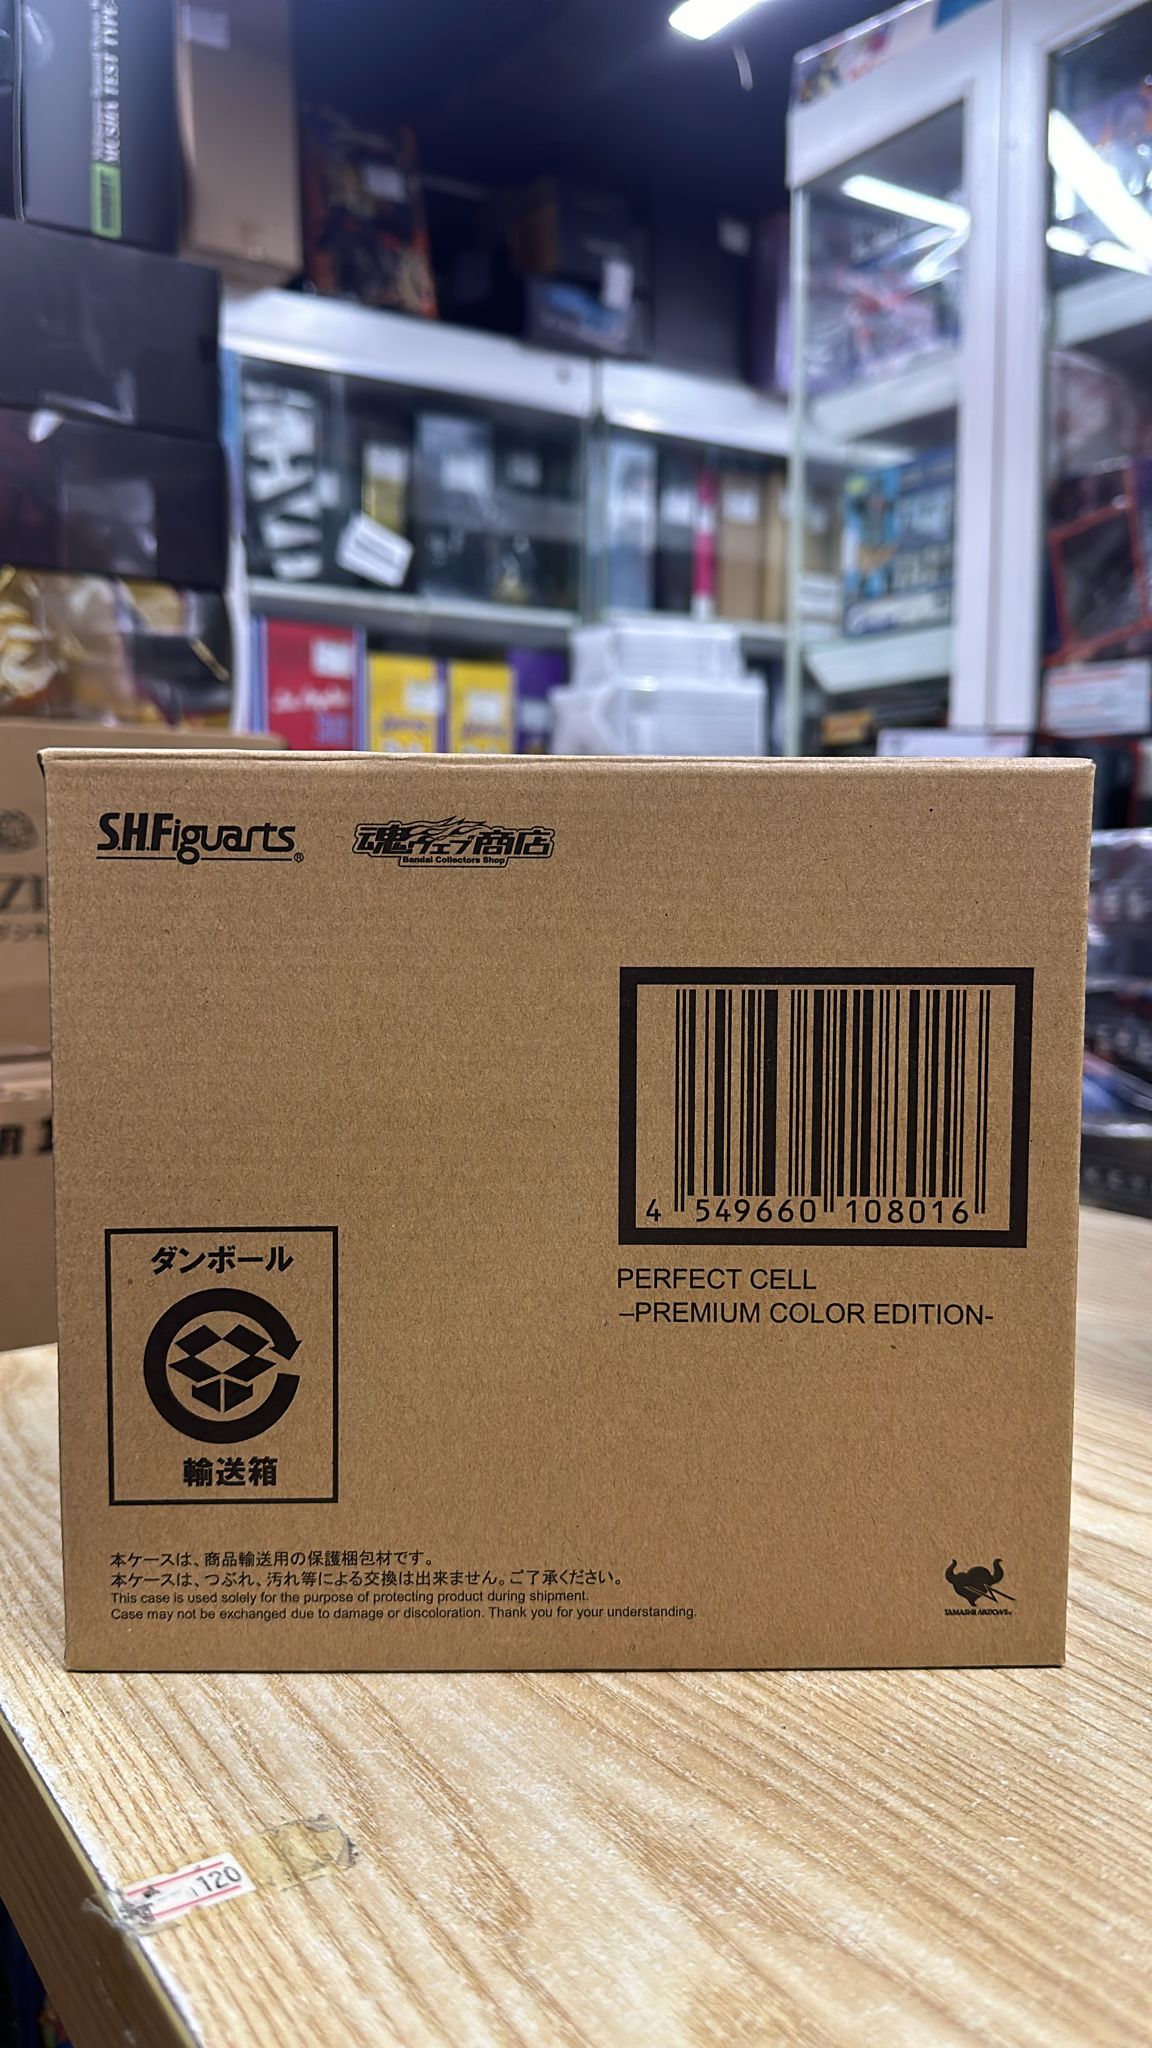 MUSHA TEST TYPE
S.H.Figuarts®
魂ウェブ商店
Bandai Collectors Shop
4 549660 108016
PERFECT CELL
–PREMIUM COLOR EDITION-
ダンボール
輸送箱
本ケースは、商品輸送用の保護梱包材です。
本ケースは、つぶれ、汚れ等による交換は出来ません。ご了承ください。
This case is used solely for the purpose of protecting product during shipment.
Case may not be exchanged due to damage or discoloration. Thank you for your understanding.
TAMASHII NATIONS
120